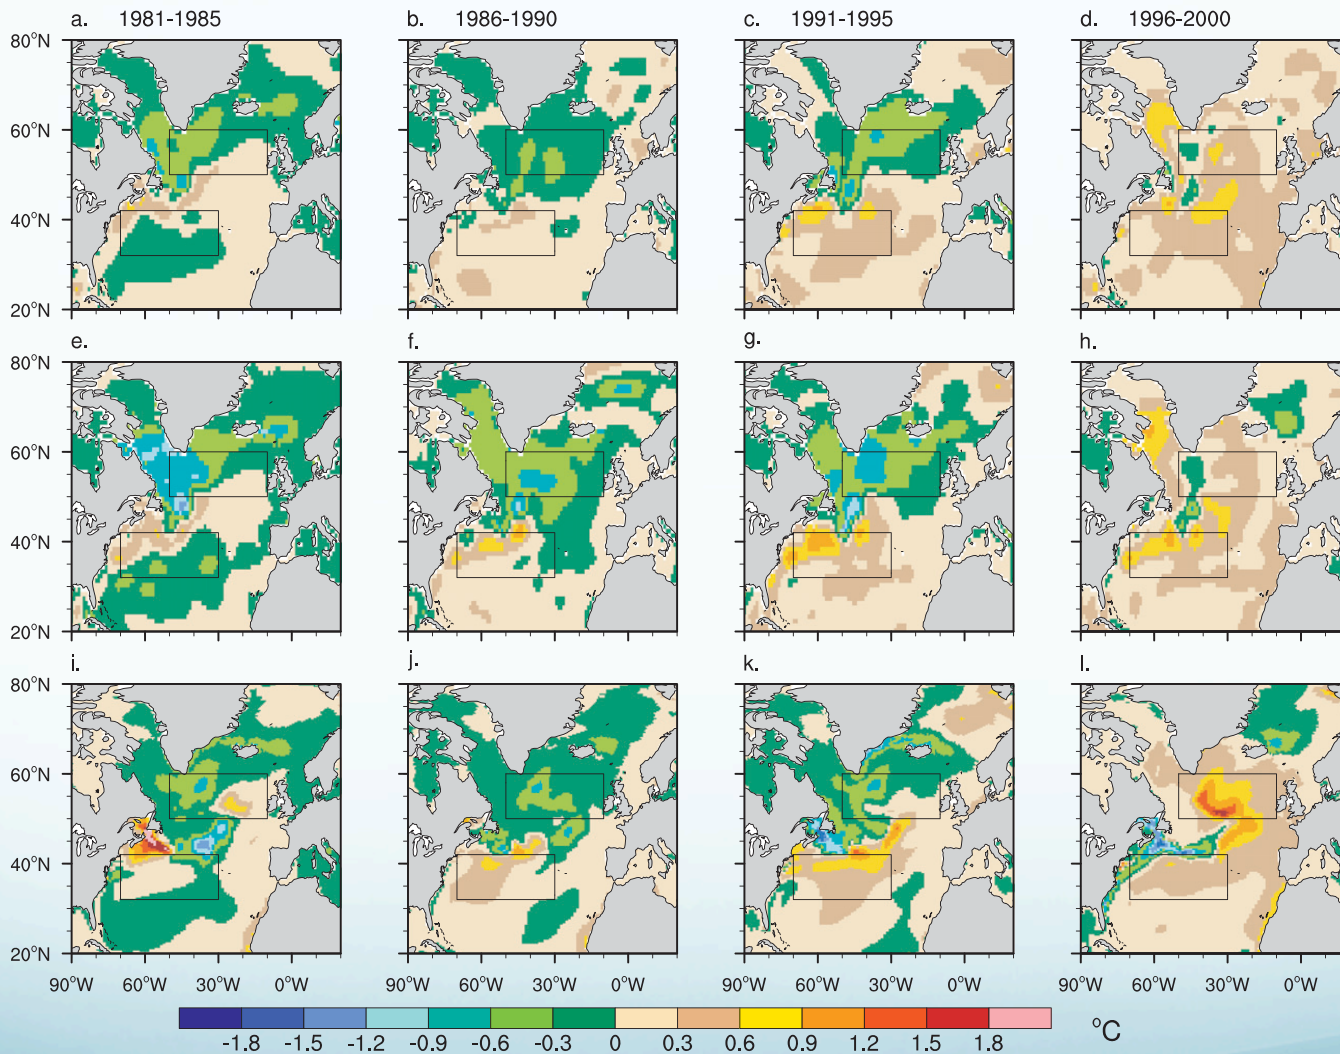 a. 1981-1985 b. 1986-1990 c. 1991-1995 d. 1996-2000
80°N
60°N
40°N
20°N
e. f. g. h.
80°N
60°N
40°N
20°N
i. j. k. l.
80°N
60°N
40°N
20°N
90°W 60°W 30°W 0°W 90°W 60°W 30°W 0°W 90°W 60°W 30°W 0°W 90°W 60°W 30°W 0°W
-1.8 -1.5 -1.2 -0.9 -0.6 -0.3 0 0.3 0.6 0.9 1.2 1.5 1.8 °C